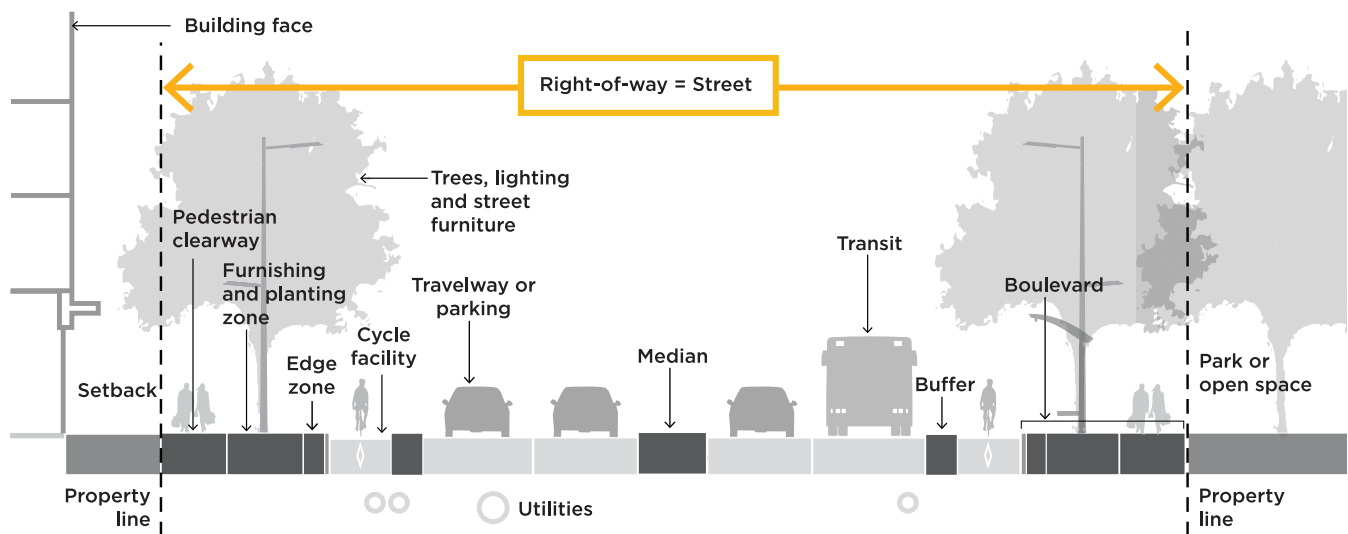 Building face
Right-of-way = Street
Trees, lighting
and street
furniture
Pedestrian
clearway
Furnishing
and planting
zone
Travelway or
parking
Transit
Boulevard
Cycle
facility
Edge
zone
Median
Buffer
Setback
Park or
open space
Property
line
Utilities
Property
line